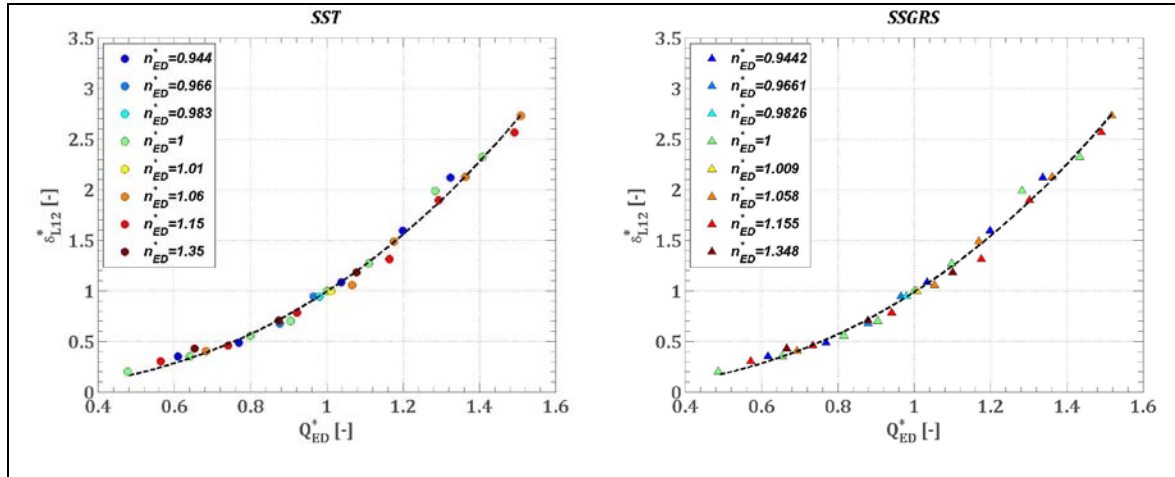 SST
3.5
3
2.5
2
1.5
1
0.5
0
0.4 0.6 0.8 1 1.2 1.4 1.6
δ*L12 [-]
Q*ED [-]
n*ED=0.944
n*ED=0.966
n*ED=0.983
n*ED=1
n*ED=1.01
n*ED=1.06
n*ED=1.15
n*ED=1.35
SSGRS
3.5
3
2.5
2
1.5
1
0.5
0
0.4 0.6 0.8 1 1.2 1.4 1.6
δ*L12 [-]
Q*ED [-]
n*ED=0.9442
n*ED=0.9661
n*ED=0.9826
n*ED=1
n*ED=1.009
n*ED=1.058
n*ED=1.155
n*ED=1.348